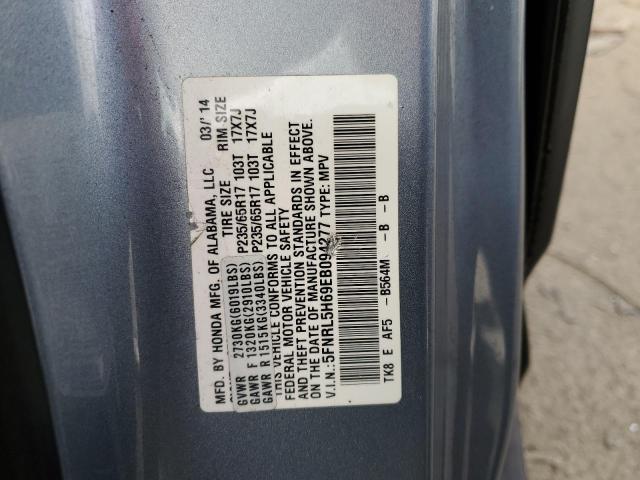 MFD. BY HONDA MFG. OF ALABAMA, LLC 03/'14
TIRE SIZE RIM SIZE
GVWR 2730KG(6019LBS) P235/65R17 103T 17X7J
GAWR F 1320KG(2910LBS) P235/65R17 103T 17X7J
GAWR R 1515KG(3340LBS)
THIS VEHICLE CONFORMS TO ALL APPLICABLE
FEDERAL MOTOR VEHICLE SAFETY
AND THEFT PREVENTION STANDARDS IN EFFECT
ON THE DATE OF MANUFACTURE SHOWN ABOVE.
V.I.N.: 5FNRL5H69EB094277 TYPE: MPV
TK8 E AF5 -B564M -B -B